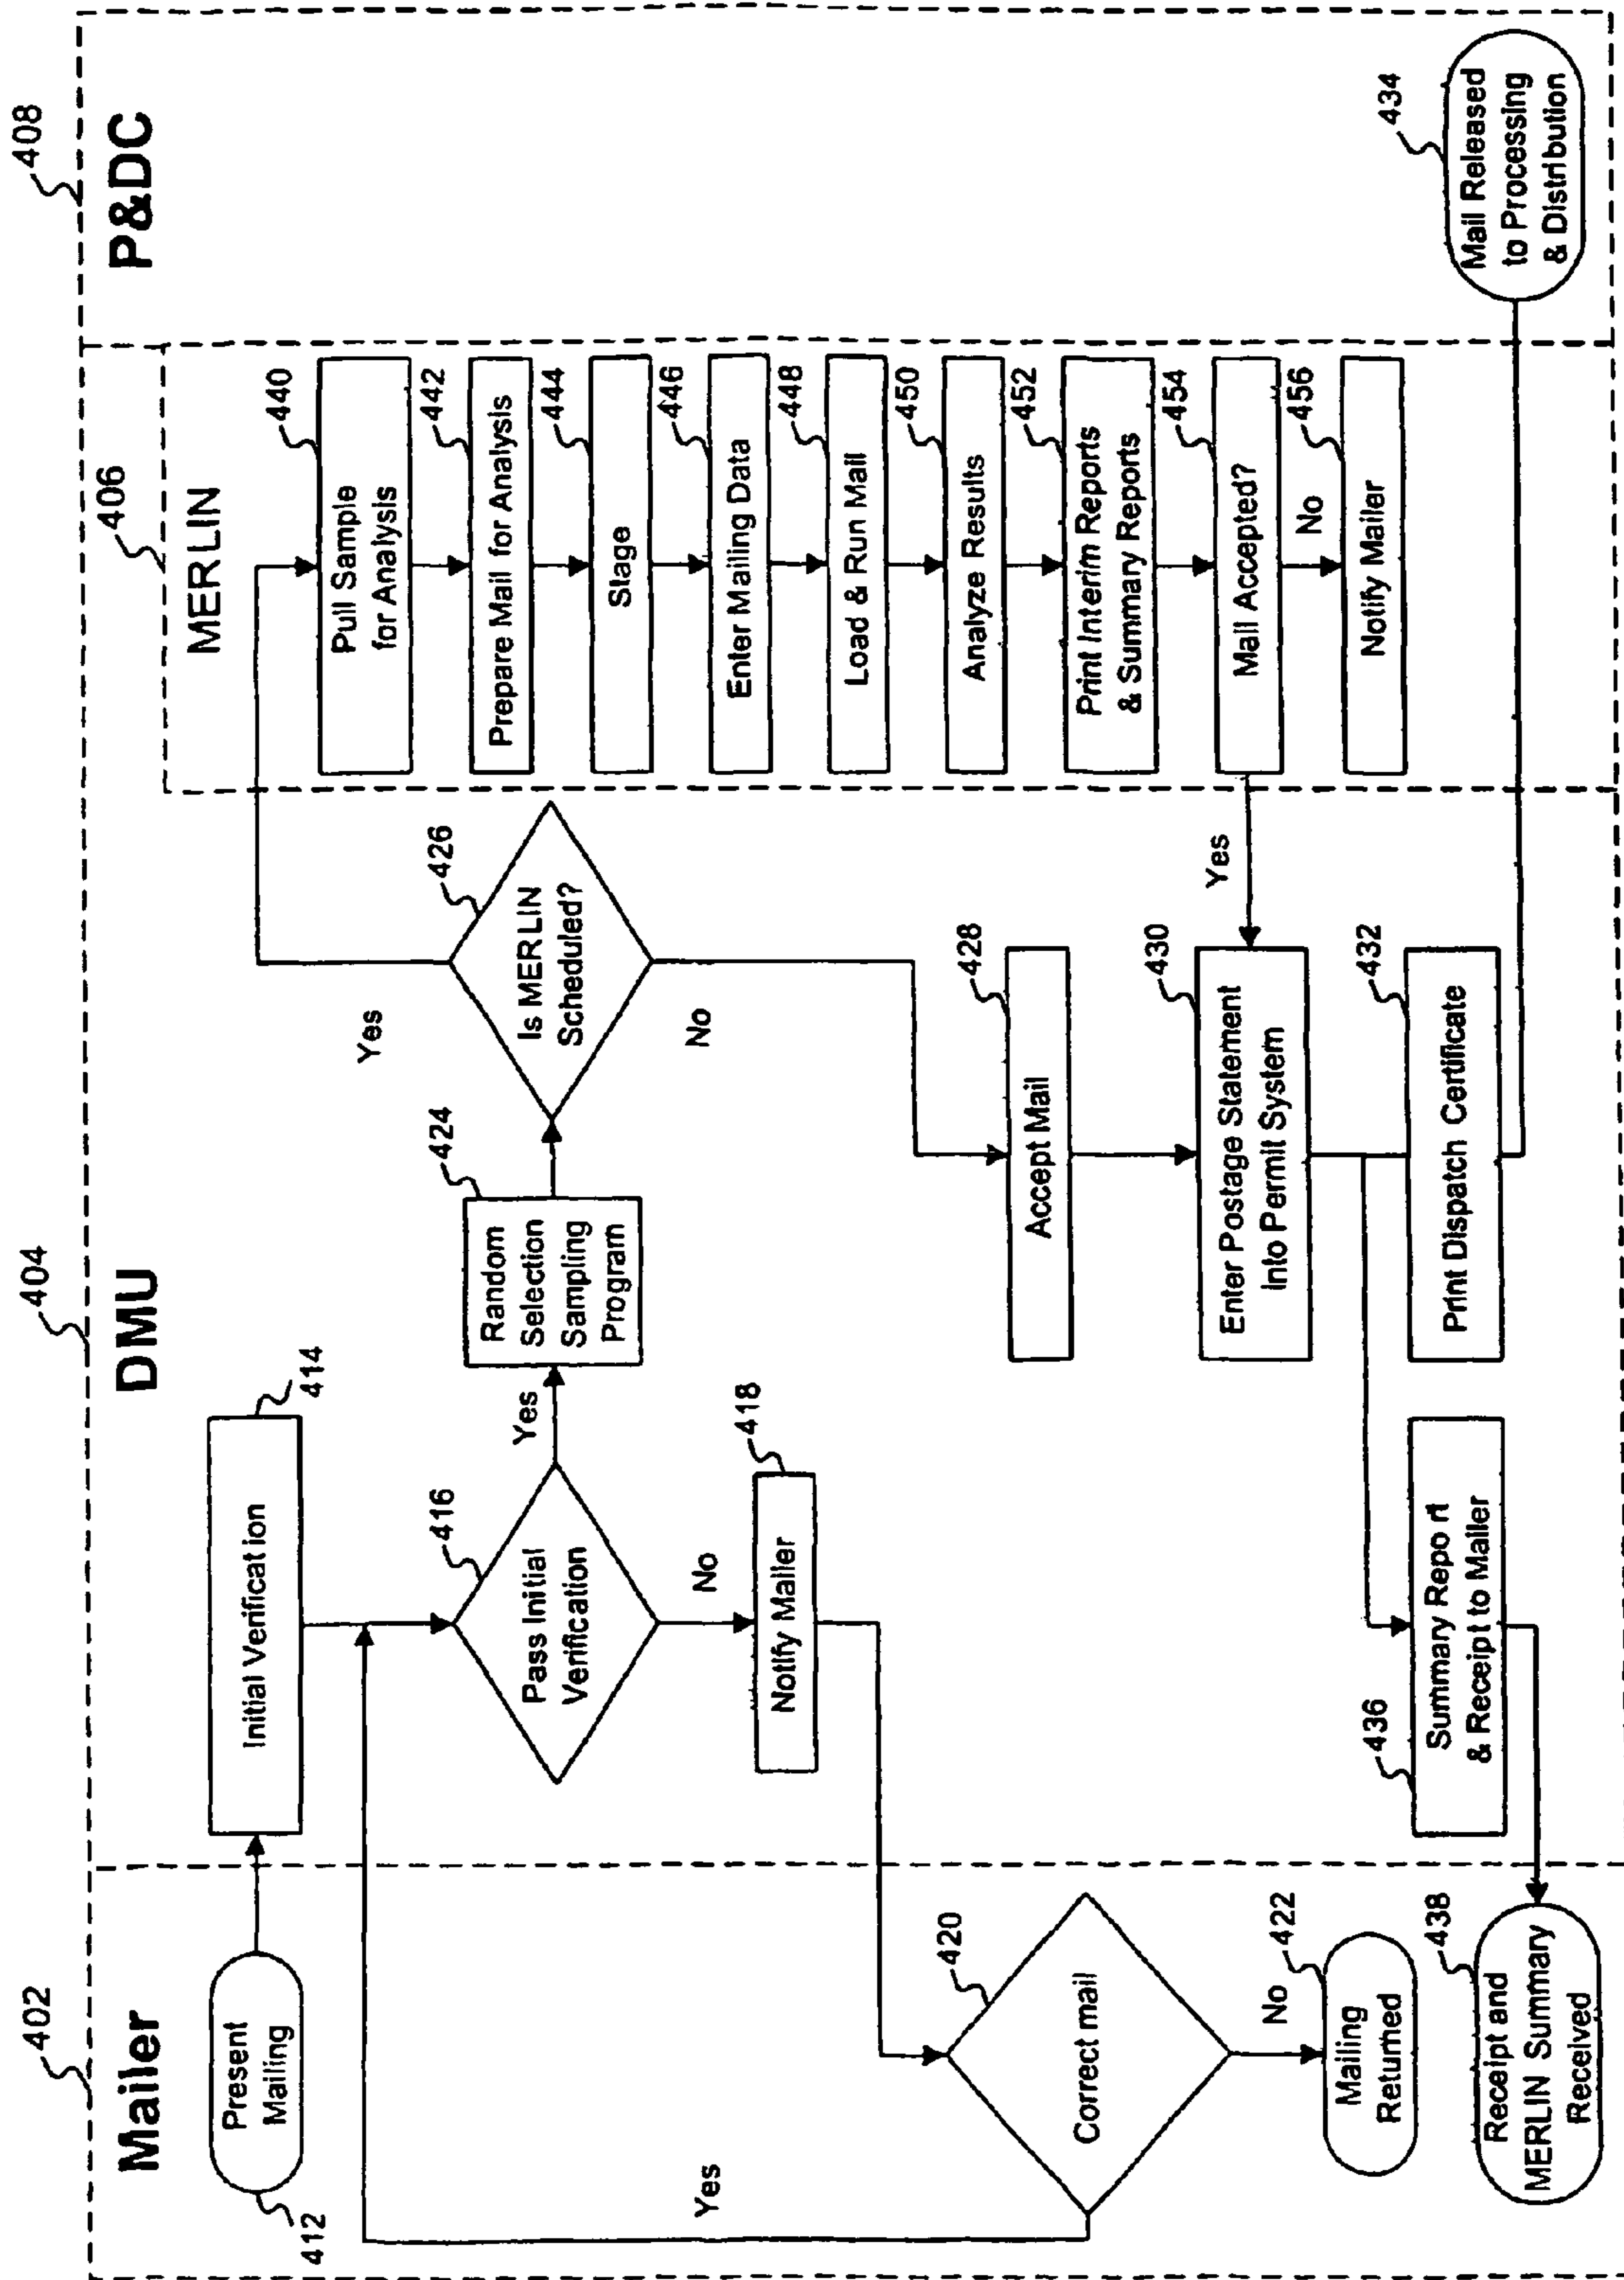 402
404
408
Mailer
DMU
P&DC
406
MERLIN
412
Present
Mailing
414
Initial Verification
416
Pass Initial
Verification
Yes
No
418
Notify Mailer
420
Correct mail
Yes
No
422
Mailing
Returned
424
Random
Selection
Sampling
Program
426
Is MERLIN
Scheduled?
Yes
No
428
Accept Mail
430
Enter Postage Statement
Into Permit System
Yes
432
Print Dispatch Certificate
436
Summary Report
& Receipt to Mailer
438
Receipt and
MERLIN Summary
Received
440
Pull Sample
for Analysis
442
Prepare Mail for Analysis
444
Stage
446
Enter Mailing Data
448
Load & Run Mail
450
Analyze Results
452
Print Interim Reports
& Summary Reports
454
Mail Accepted?
No
456
Notify Mailer
434
Mail Released
to Processing
& Distribution